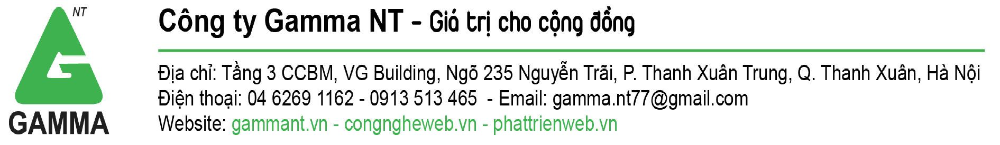 NT
GAMMA
Công ty Gamma NT - Giá trị cho cộng đồng
Địa chỉ: Tầng 3 CCBM, VG Building, Ngõ 235 Nguyễn Trãi, P. Thanh Xuân Trung, Q. Thanh Xuân, Hà Nội
Điện thoại: 04 6269 1162 - 0913 513 465 - Email: gamma.nt77@gmail.com
Website: gammant.vn - congngheweb.vn - phattrienweb.vn